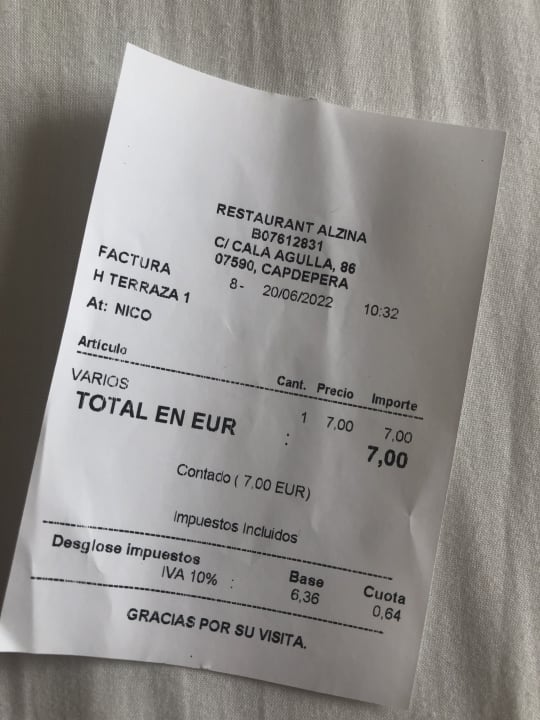 RESTAURANT ALZINA
B07612831
C/ CALA AGULLA, 86
07590, CAPDEPERA
FACTURA 8- 20/06/2022 10:32
H TERRAZA 1
At: NICO
Artículo Cant. Precio Importe
VARIOS 1 7,00 7,00
TOTAL EN EUR : 7,00
Contado ( 7,00 EUR)
Impuestos Incluidos
Desglose impuestos Base Cuota
IVA 10% : 6,36 0,64
GRACIAS POR SU VISITA.